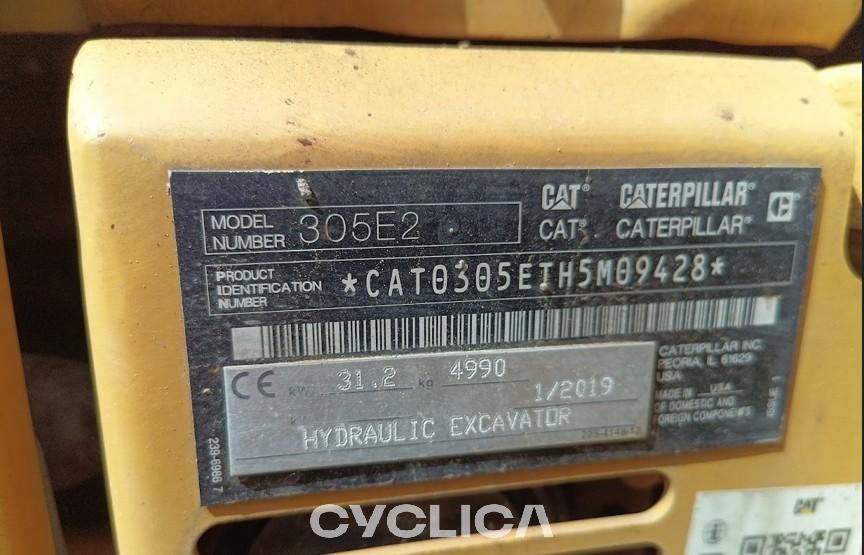 CAT® CATERPILLAR®
MODEL NUMBER 305E2
CAT® CATERPILLAR®
PRODUCT IDENTIFICATION NUMBER *CAT0305ETH5M09428*
CATERPILLAR INC.
PEORIA, IL 61629
USA
MADE IN USA
OF DOMESTIC AND
FOREIGN COMPONENTS
ISSUE 1
CE kW 31.2 kg 4990
1/2019
HYDRAULIC EXCAVATOR
239-6986 7
CYCLICA
CAT